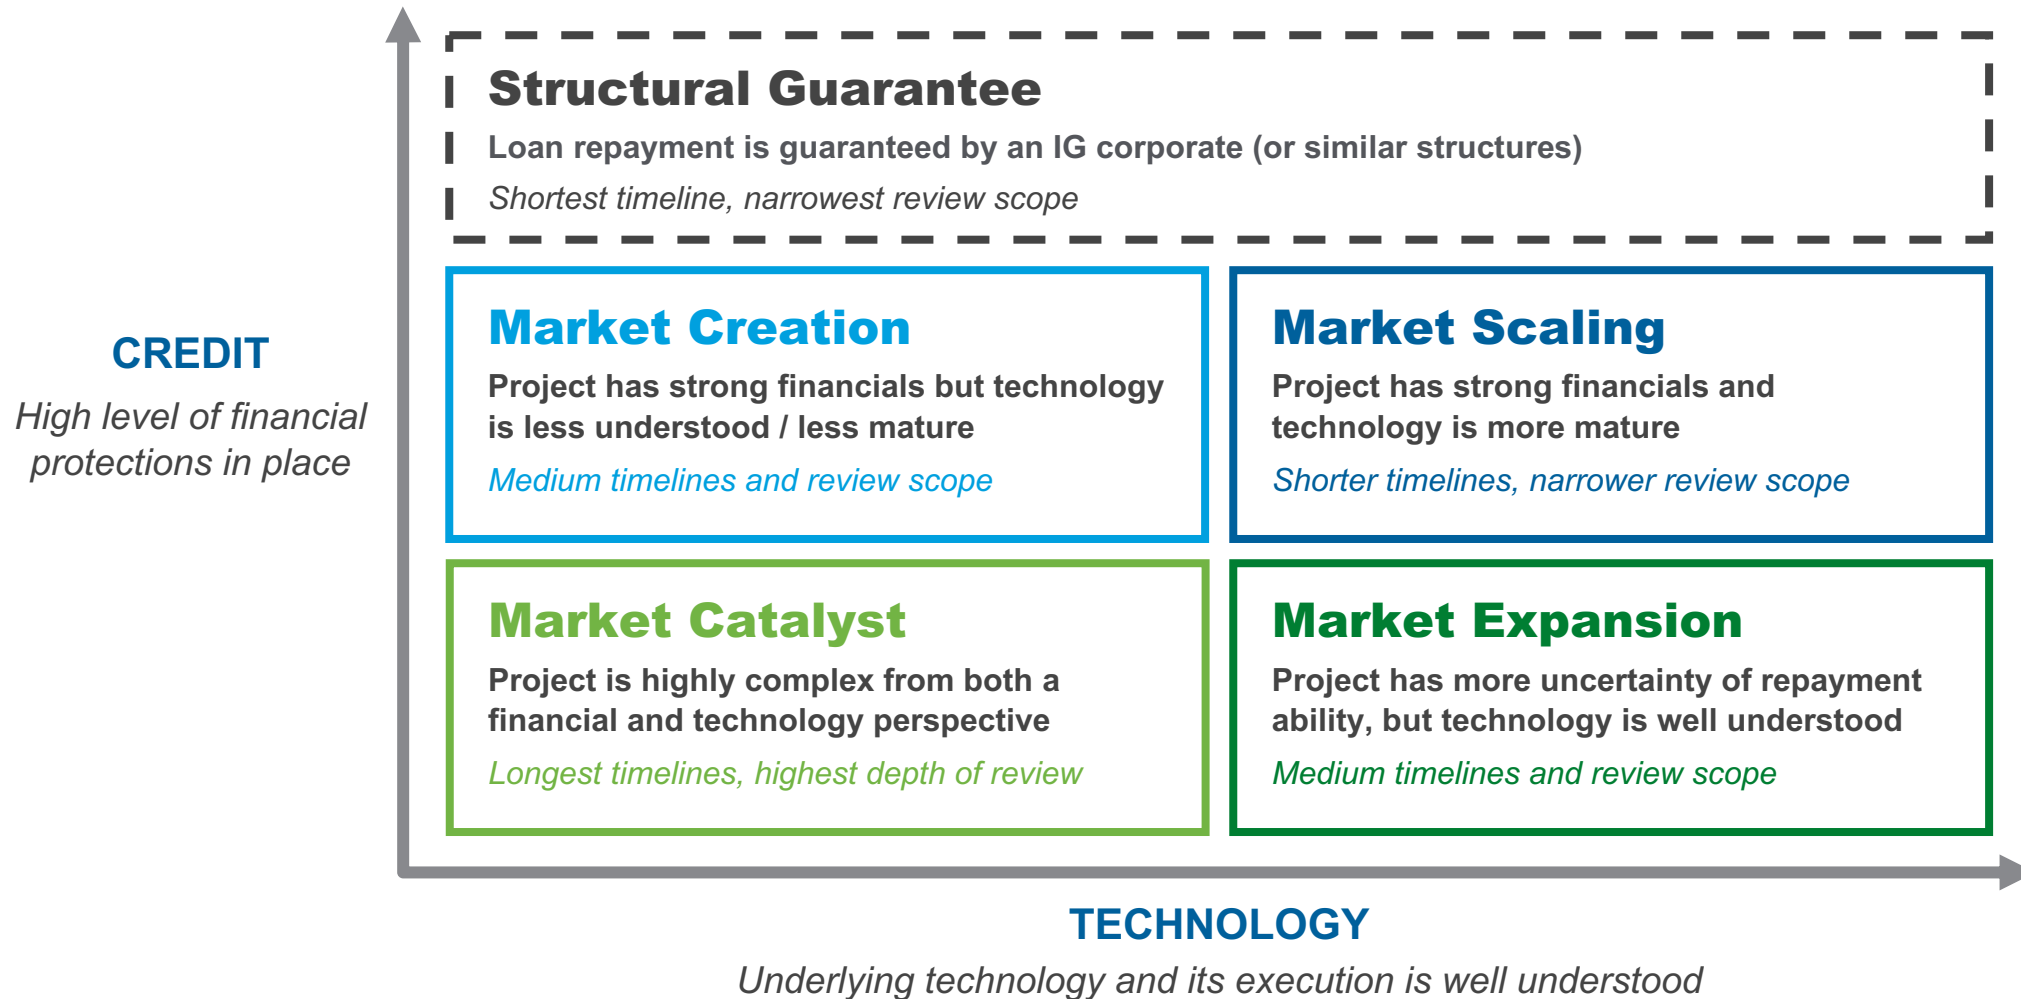 Structural Guarantee
Loan repayment is guaranteed by an IG corporate (or similar structures)
Shortest timeline, narrowest review scope
CREDIT
High level of financial
protections in place
Market Creation
Project has strong financials but technology
is less understood / less mature
Medium timelines and review scope
Market Scaling
Project has strong financials and
technology is more mature
Shorter timelines, narrower review scope
Market Catalyst
Project is highly complex from both a
financial and technology perspective
Longest timelines, highest depth of review
Market Expansion
Project has more uncertainty of repayment
ability, but technology is well understood
Medium timelines and review scope
TECHNOLOGY
Underlying technology and its execution is well understood